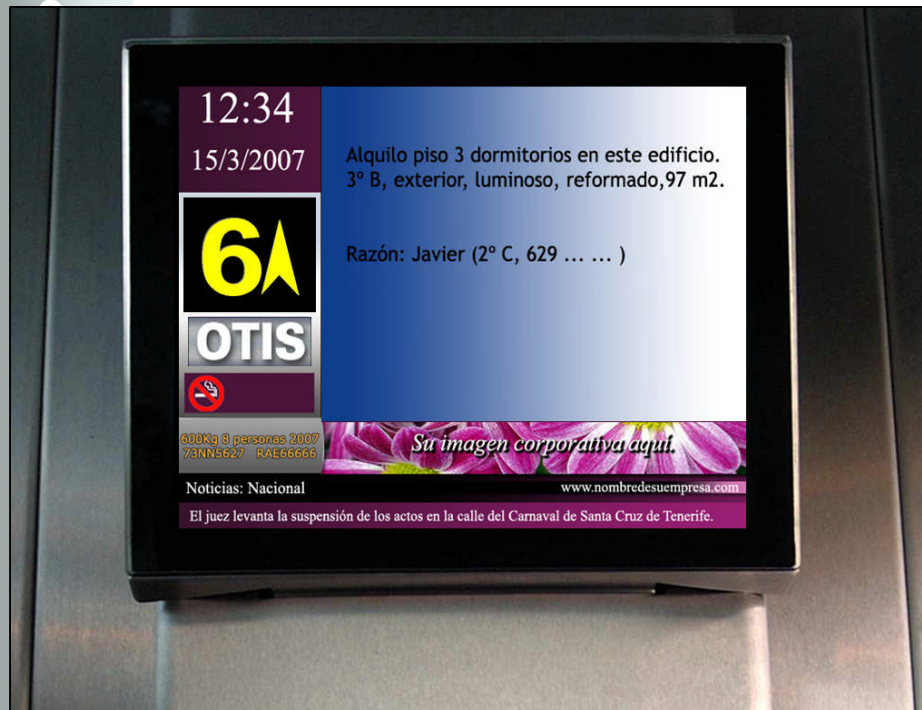 12:34
15/3/2007
6
OTIS
600Kg 8 personas 2007
73NN5627 RAE66666
Alquilo piso 3 dormitorios en este edificio.
3º B, exterior, luminoso, reformado,97 m2.
Razón: Javier (2º C, 629 ... ... )
Su imagen corporativa aquí.
Noticias: Nacional
www.nombredesuempresa.com
El juez levanta la suspensión de los actos en la calle del Carnaval de Santa Cruz de Tenerife.